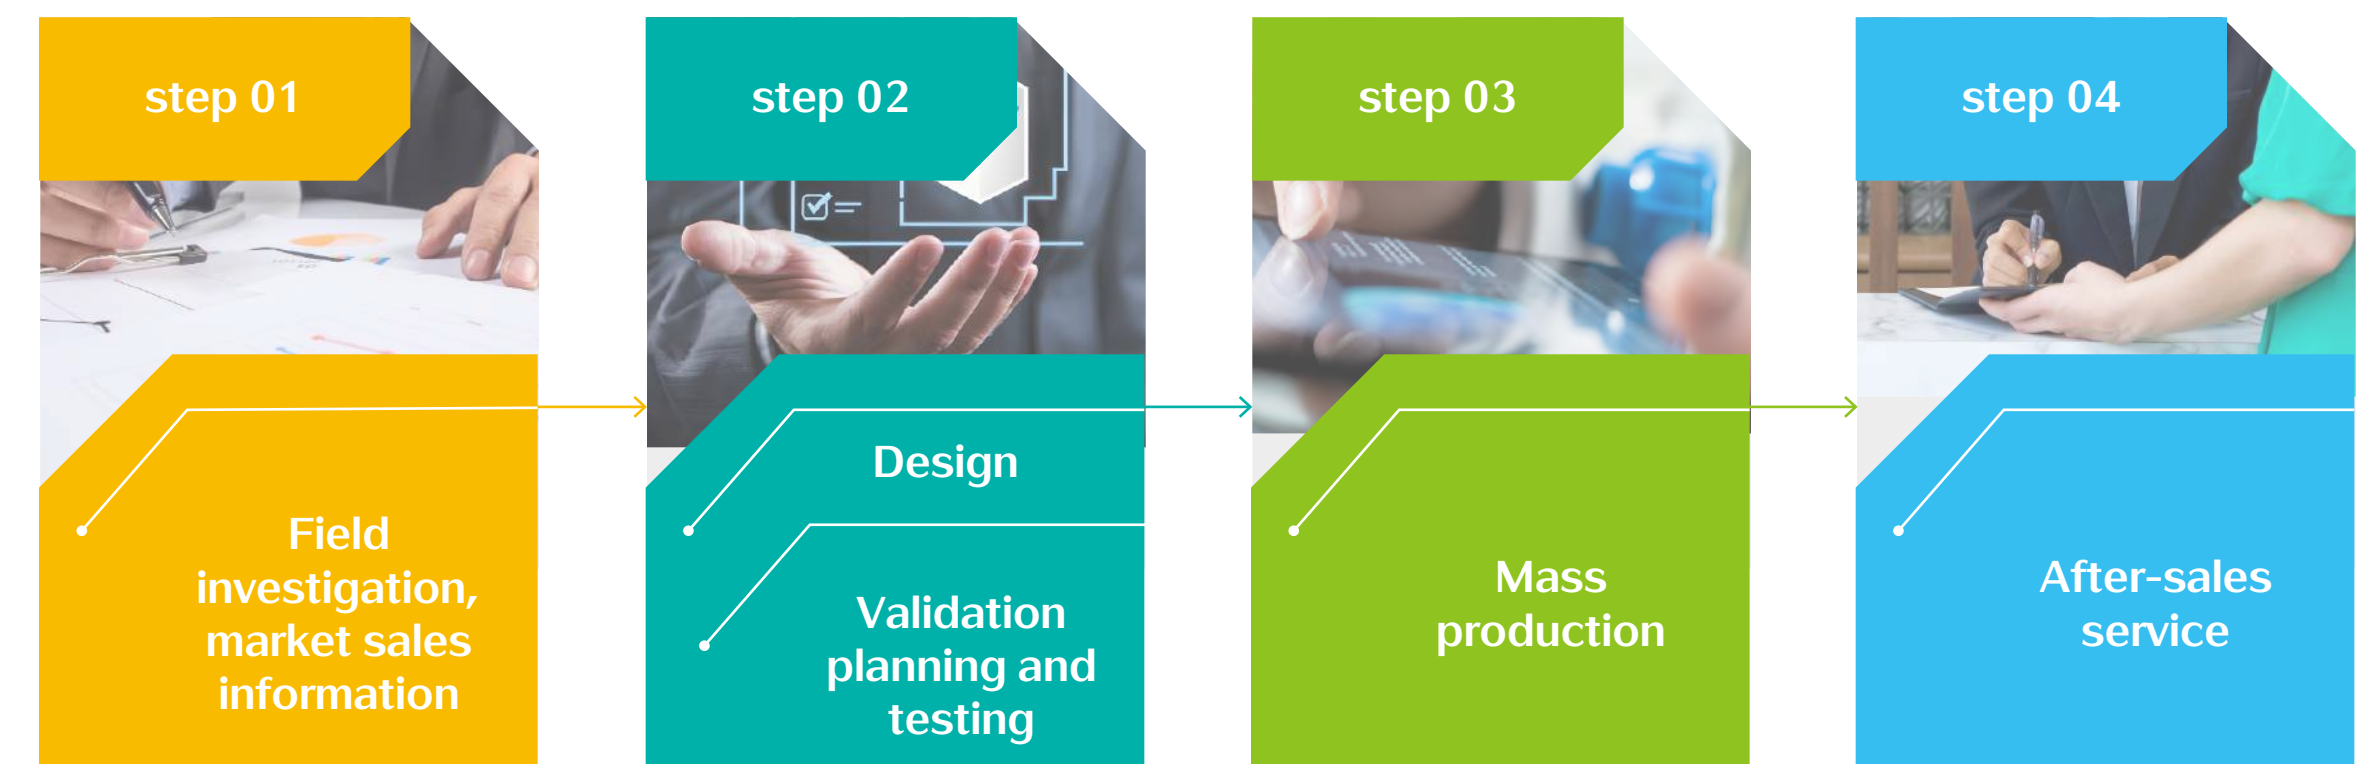 step 01
Field
investigation,
market sales
information
step 02
Design
Validation
planning and
testing
step 03
Mass
production
step 04
After-sales
service